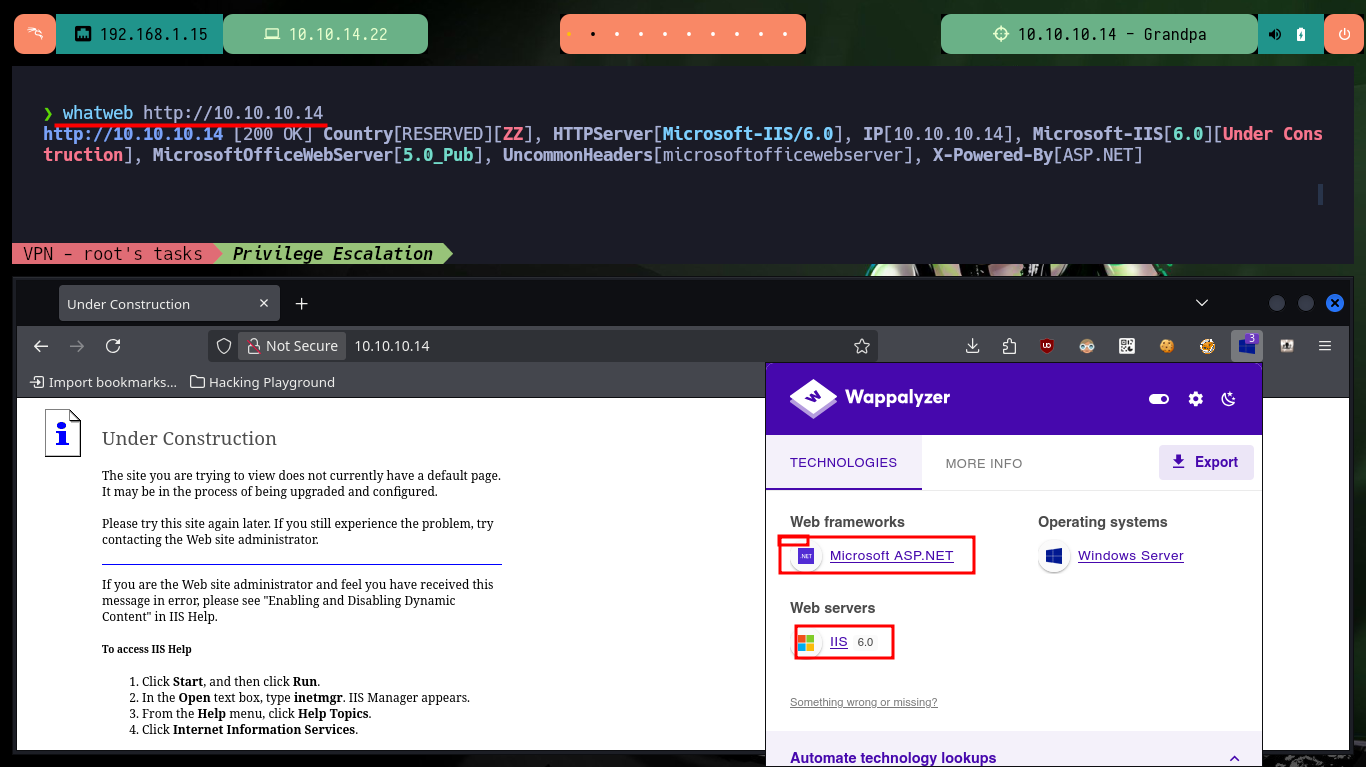 192.168.1.15
10.10.14.22
10.10.10.14 - Grandpa
❯ whatweb http://10.10.10.14
http://10.10.10.14 [200 OK] Country[RESERVED][ZZ], HTTPServer[Microsoft-IIS/6.0], IP[10.10.10.14], Microsoft-IIS[6.0][Under Cons
truction], MicrosoftOfficeWebServer[5.0_Pub], UncommonHeaders[microsoftofficewebserver], X-Powered-By[ASP.NET]
VPN - root's tasks Privilege Escalation
Under Construction
Not Secure 10.10.10.14
3
Import bookmarks... Hacking Playground
Under Construction
The site you are trying to view does not currently have a default page.
It may be in the process of being upgraded and configured.
Please try this site again later. If you still experience the problem, try
contacting the Web site administrator.
If you are the Web site administrator and feel you have received this
message in error, please see "Enabling and Disabling Dynamic
Content" in IIS Help.
To access IIS Help
1. Click Start, and then click Run.
2. In the Open text box, type inetmgr. IIS Manager appears.
3. From the Help menu, click Help Topics.
4. Click Internet Information Services.
Wappalyzer
TECHNOLOGIES
MORE INFO
Export
Web frameworks
.NET
Microsoft ASP.NET
Operating systems
Windows Server
Web servers
IIS 6.0
Something wrong or missing?
Automate technology lookups